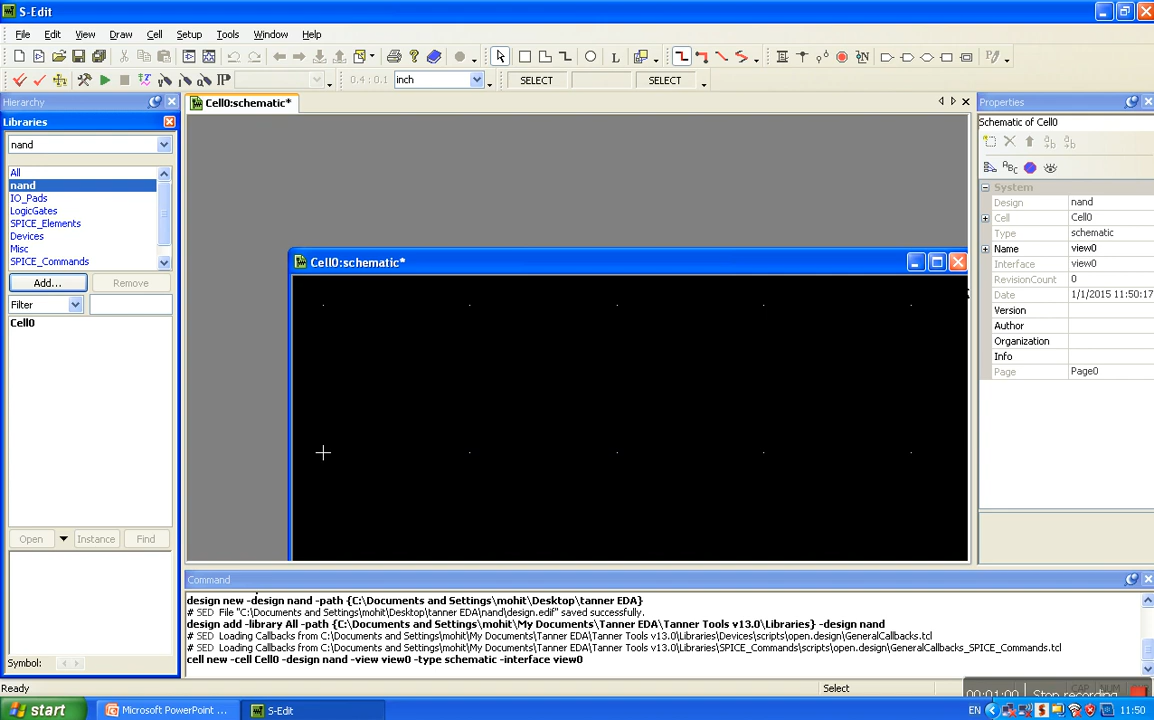 S-Edit
File Edit View Draw Cell Setup Tools Window Help
L
0.4 : 0.1 inch SELECT SELECT
Hierarchy
Libraries
nand
All
nand
IO_Pads
LogicGates
SPICE_Elements
Devices
Misc
SPICE_Commands
Add... Remove
Filter
Cell0
Open Instance Find
Symbol:
Cell0:schematic*
Cell0:schematic*
Properties
Schematic of Cell0
System
Design nand
Cell Cell0
Type schematic
Name view0
Interface view0
RevisionCount 0
Date 1/1/2015 11:50:17
Version
Author
Organization
Info
Page Page0
Command
design new -design nand -path {C:\Documents and Settings\mohit\Desktop\tanner EDA}
# SED File "C:\Documents and Settings\mohit\Desktop\tanner EDA\nand\design.edif" saved successfully.
design add -library All -path {C:\Documents and Settings\mohit\My Documents\Tanner EDA\Tanner Tools v13.0\Libraries} -design nand
# SED Loading Callbacks from C:\Documents and Settings\mohit\My Documents\Tanner EDA\Tanner Tools v13.0\Libraries\Devices\scripts\open.design\GeneralCallbacks.tcl
# SED Loading Callbacks from C:\Documents and Settings\mohit\My Documents\Tanner EDA\Tanner Tools v13.0\Libraries\SPICE_Commands\scripts\open.design\GeneralCallbacks_SPICE_Commands.tcl
cell new -cell Cell0 -design nand -view view0 -type schematic -interface view0
Ready Select
00:01:00 Stop recording
start Microsoft PowerPoint ... S-Edit EN 11:50